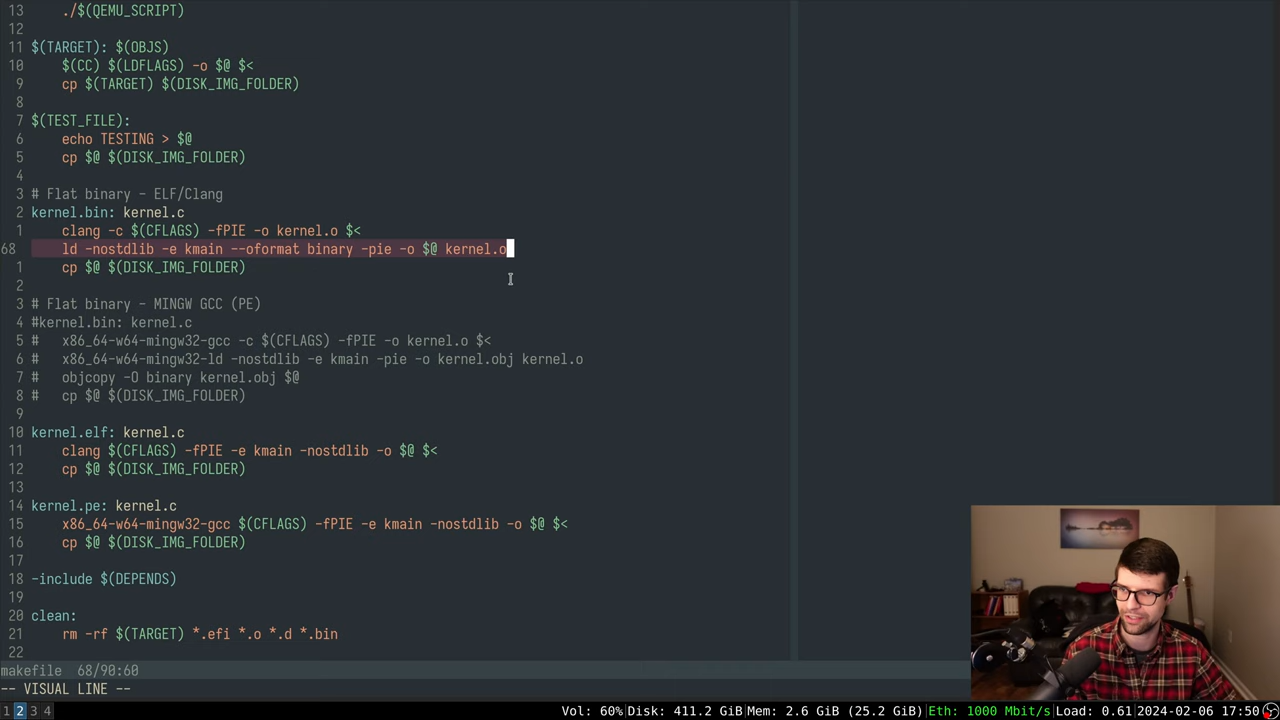 13 ./$(QEMU_SCRIPT)
12
11 $(TARGET): $(OBJS)
10 $(CC) $(LDFLAGS) -o $@ $<
9 cp $(TARGET) $(DISK_IMG_FOLDER)
8
7 $(TEST_FILE):
6 echo TESTING > $@
5 cp $@ $(DISK_IMG_FOLDER)
4
3 # Flat binary - ELF/Clang
2 kernel.bin: kernel.c
1 clang -c $(CFLAGS) -fPIE -o kernel.o $<
68 ld -nostdlib -e kmain --oformat binary -pie -o $@ kernel.o
1 cp $@ $(DISK_IMG_FOLDER)
2
3 # Flat binary - MINGW GCC (PE)
4 #kernel.bin: kernel.c
5 # x86_64-w64-mingw32-gcc -c $(CFLAGS) -fPIE -o kernel.o $<
6 # x86_64-w64-mingw32-ld -nostdlib -e kmain -pie -o kernel.obj kernel.o
7 # objcopy -O binary kernel.obj $@
8 # cp $@ $(DISK_IMG_FOLDER)
9
10 kernel.elf: kernel.c
11 clang $(CFLAGS) -fPIE -e kmain -nostdlib -o $@ $<
12 cp $@ $(DISK_IMG_FOLDER)
13
14 kernel.pe: kernel.c
15 x86_64-w64-mingw32-gcc $(CFLAGS) -fPIE -e kmain -nostdlib -o $@ $<
16 cp $@ $(DISK_IMG_FOLDER)
17
18 -include $(DEPENDS)
19
20 clean:
21 rm -rf $(TARGET) *.efi *.o *.d *.bin
22
makefile 68/90:60
-- VISUAL LINE --
1 2 3 4 Vol: 60%|Disk: 411.2 GiB|Mem: 2.6 GiB (25.2 GiB)|Eth: 1000 Mbit/s|Load: 0.61|2024-02-06 17:50